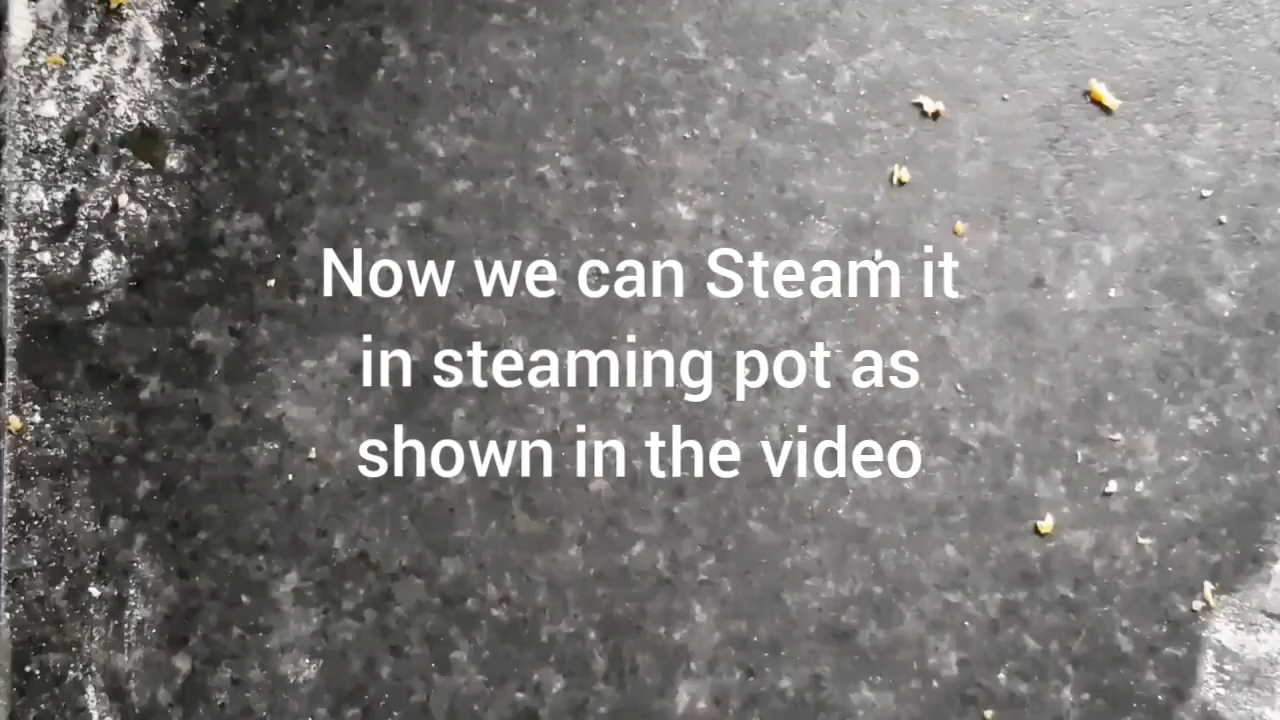 Now we can Steam it
in steaming pot as
shown in the video